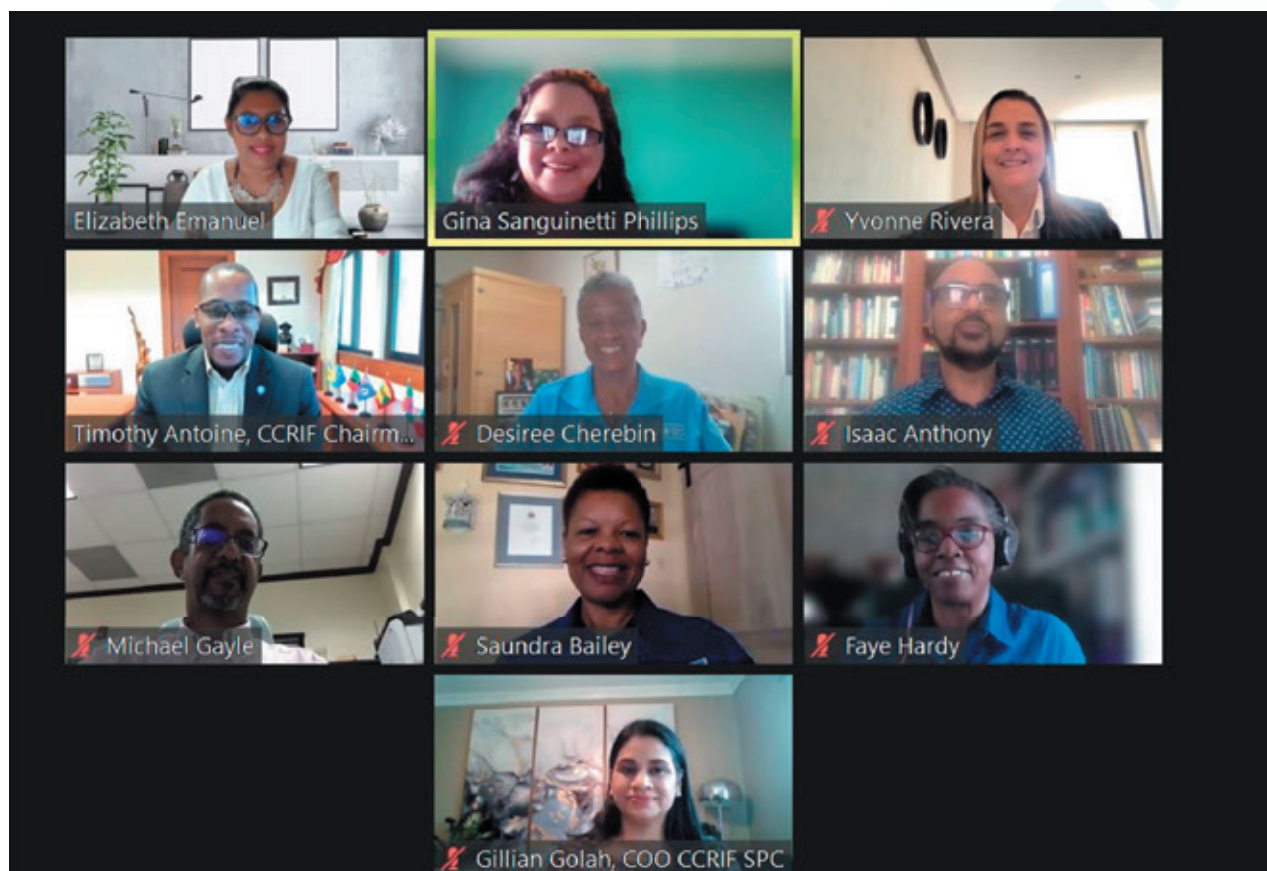 Elizabeth Emanuel
Gina Sanguinetti Phillips
Yvonne Rivera
Timothy Antoine, CCRIF Chairm...
Desiree Cherebin
Isaac Anthony
Michael Gayle
Saundra Bailey
Faye Hardy
Gillian Golah, COO CCRIF SPC